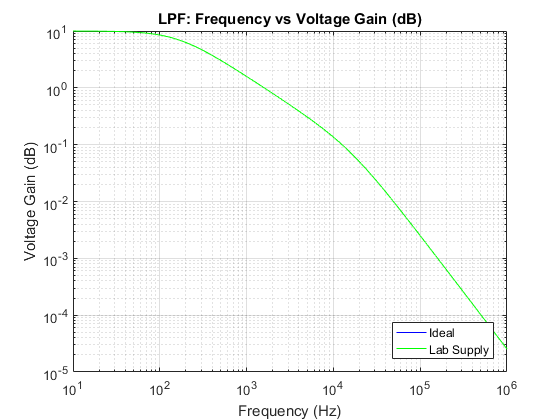 LPF: Frequency vs Voltage Gain (dB)
Voltage Gain (dB)
10^1
10^0
10^-1
10^-2
10^-3
10^-4
10^-5
Ideal
Lab Supply
10^1 10^2 10^3 10^4 10^5 10^6
Frequency (Hz)